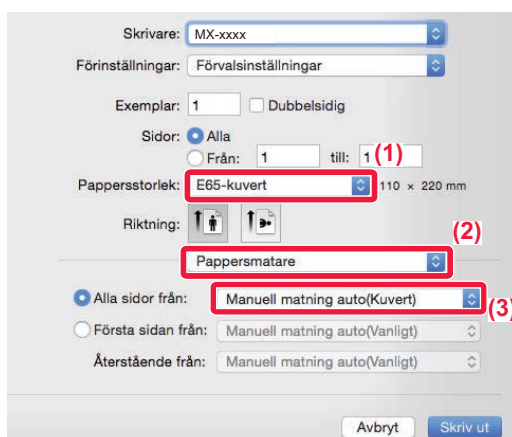 Skrivare: MX-xxxx
Förinställningar: Förvalsinställningar
Exemplar: 1 Dubbelsidig
Sidor: Alla
Från: 1 till: 1 (1)
Pappersstorlek: E65-kuvert 110 × 220 mm
Riktning:
(2)
Pappersmatare
Alla sidor från: Manuell matning auto(Kuvert)
(3)
Första sidan från: Manuell matning auto(Vanligt)
Återstående från: Manuell matning auto(Vanligt)
Avbryt Skriv ut